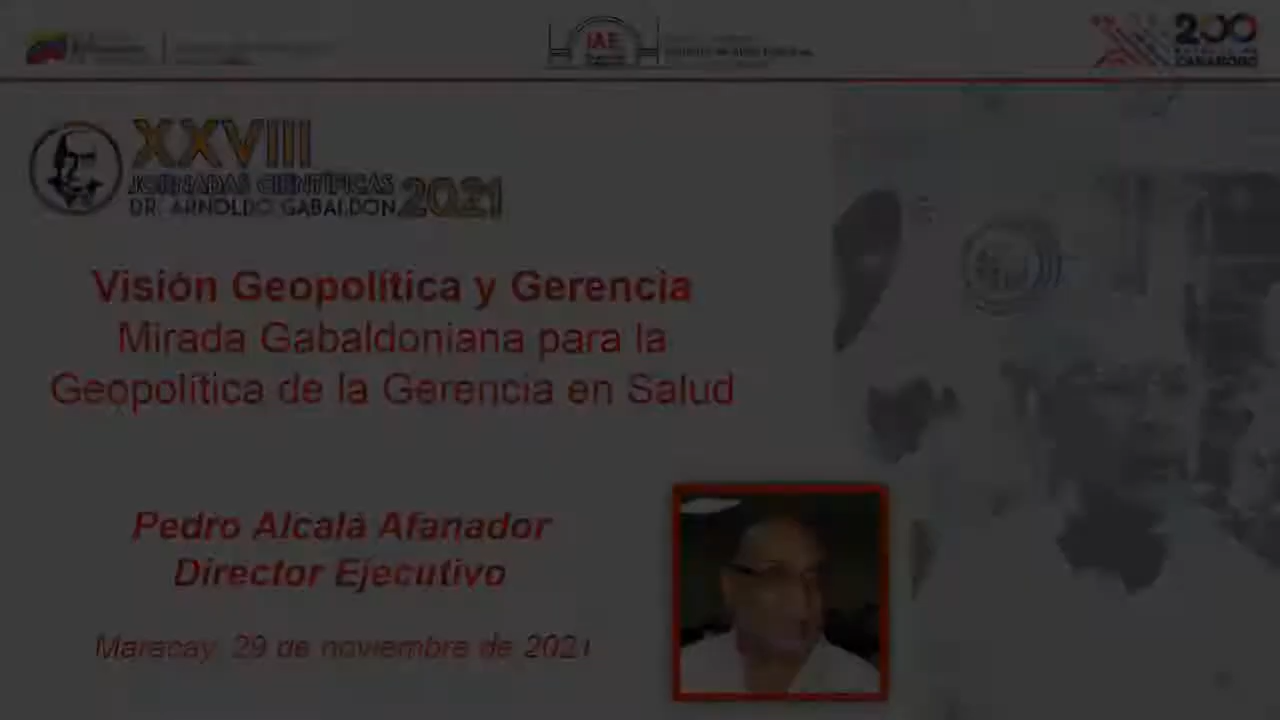 IAE
200
CARABOBO
XXVIII
JORNADAS CIENTÍFICAS
DR. ARNOLDO GABALDON 2021
Visión Geopolítica y Gerencia
Mirada Gabaldoniana para la
Geopolítica de la Gerencia en Salud
Pedro Alcalá Afanador
Director Ejecutivo
Maracay, 29 de noviembre de 2021